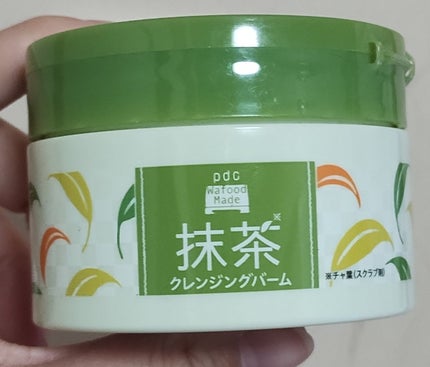 pdc
Wafood
Made
抹茶※
クレンジングバーム
※チャ葉(スクラブ剤)